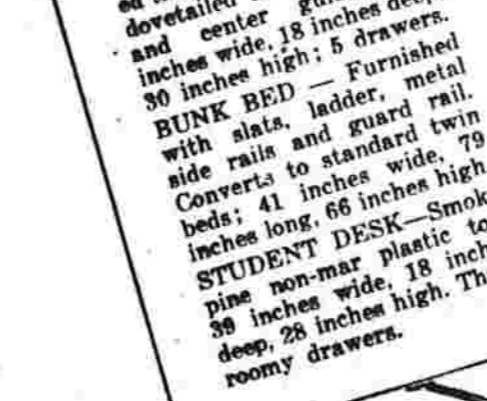 dovetailed
and center
inches wide, 18 inches deep,
30 inches high; 5 drawers.
BUNK BED — Furnished
with slats, ladder, metal
side rails and guard rail.
Converts to standard twin
beds; 41 inches wide, 79
inches long, 66 inches high
STUDENT DESK—Smok
pine non-mar plastic to
39 inches wide, 18 inch
deep, 28 inches high. Th
roomy drawers.